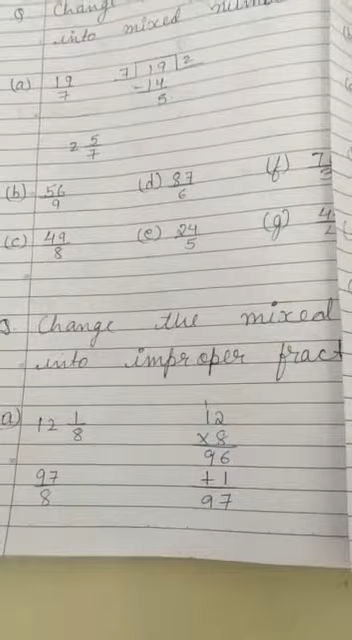 Q Change
into mixed
(a) 19/7 7 | 19 | 2
-14
5
2 5/7
(b) 56/9 (d) 87/6 (f)
(c) 49/8 (e) 24/5 (g)
3. Change the mixed
into improper fract
a) 12 1/8 12
×8
96
97/8 +1
97